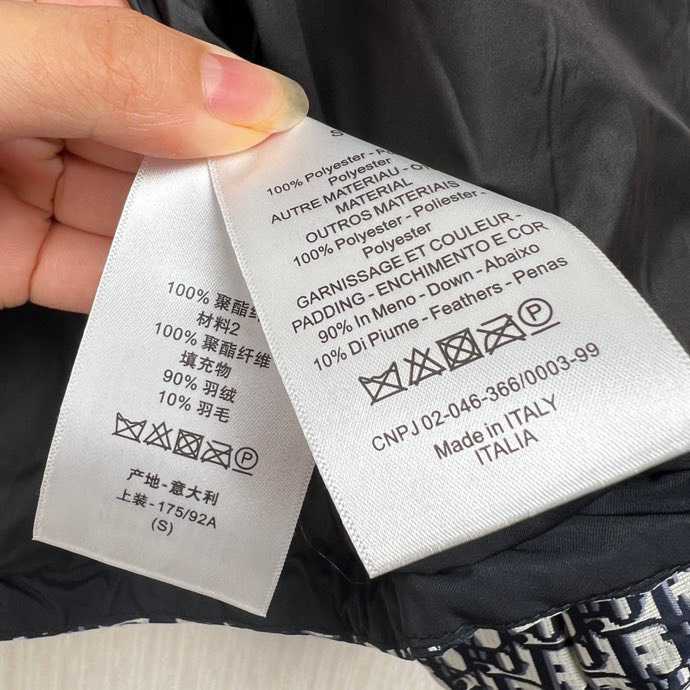 100% 聚酯纤
材料2
100% 聚酯纤维
填充物
90% 羽绒
10% 羽毛
产地-意大利
上装-175/92A
(S)
100% Polyester -
Polyester
AUTRE MATERIAU -
MATERIAL
OUTROS MATERIAIS
100% Polyester - Poliester -
Polyester
GARNISSAGE ET COULEUR -
PADDING - ENCHIMENTO E COR
90% In Meno - Down - Abaixo
10% Di Piume - Feathers - Penas
P
CNPJ 02-046-366/0003-99
Made in ITALY
ITALIA
P